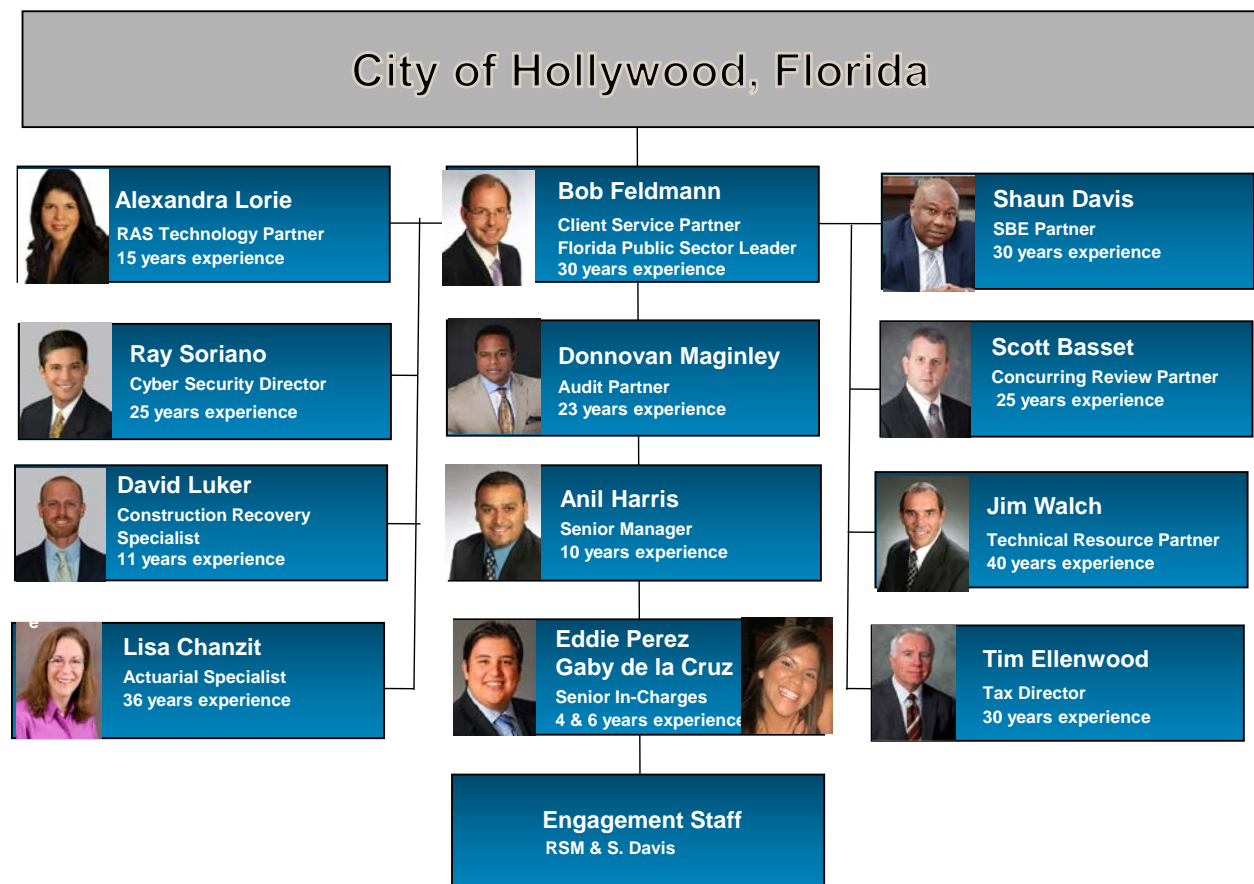 City of Hollywood, Florida
Alexandra Lorie
RAS Technology Partner
15 years experience
Bob Feldmann
Client Service Partner
Florida Public Sector Leader
30 years experience
Shaun Davis
SBE Partner
30 years experience
Ray Soriano
Cyber Security Director
25 years experience
Donnovan Maginley
Audit Partner
23 years experience
Scott Basset
Concurring Review Partner
25 years experience
David Luker
Construction Recovery
Specialist
11 years experience
Anil Harris
Senior Manager
10 years experience
Jim Walch
Technical Resource Partner
40 years experience
e
Lisa Chanzit
Actuarial Specialist
36 years experience
Eddie Perez
Gaby de la Cruz
Senior In-Charges
4 & 6 years experience
Tim Ellenwood
Tax Director
30 years experience
Engagement Staff
RSM & S. Davis